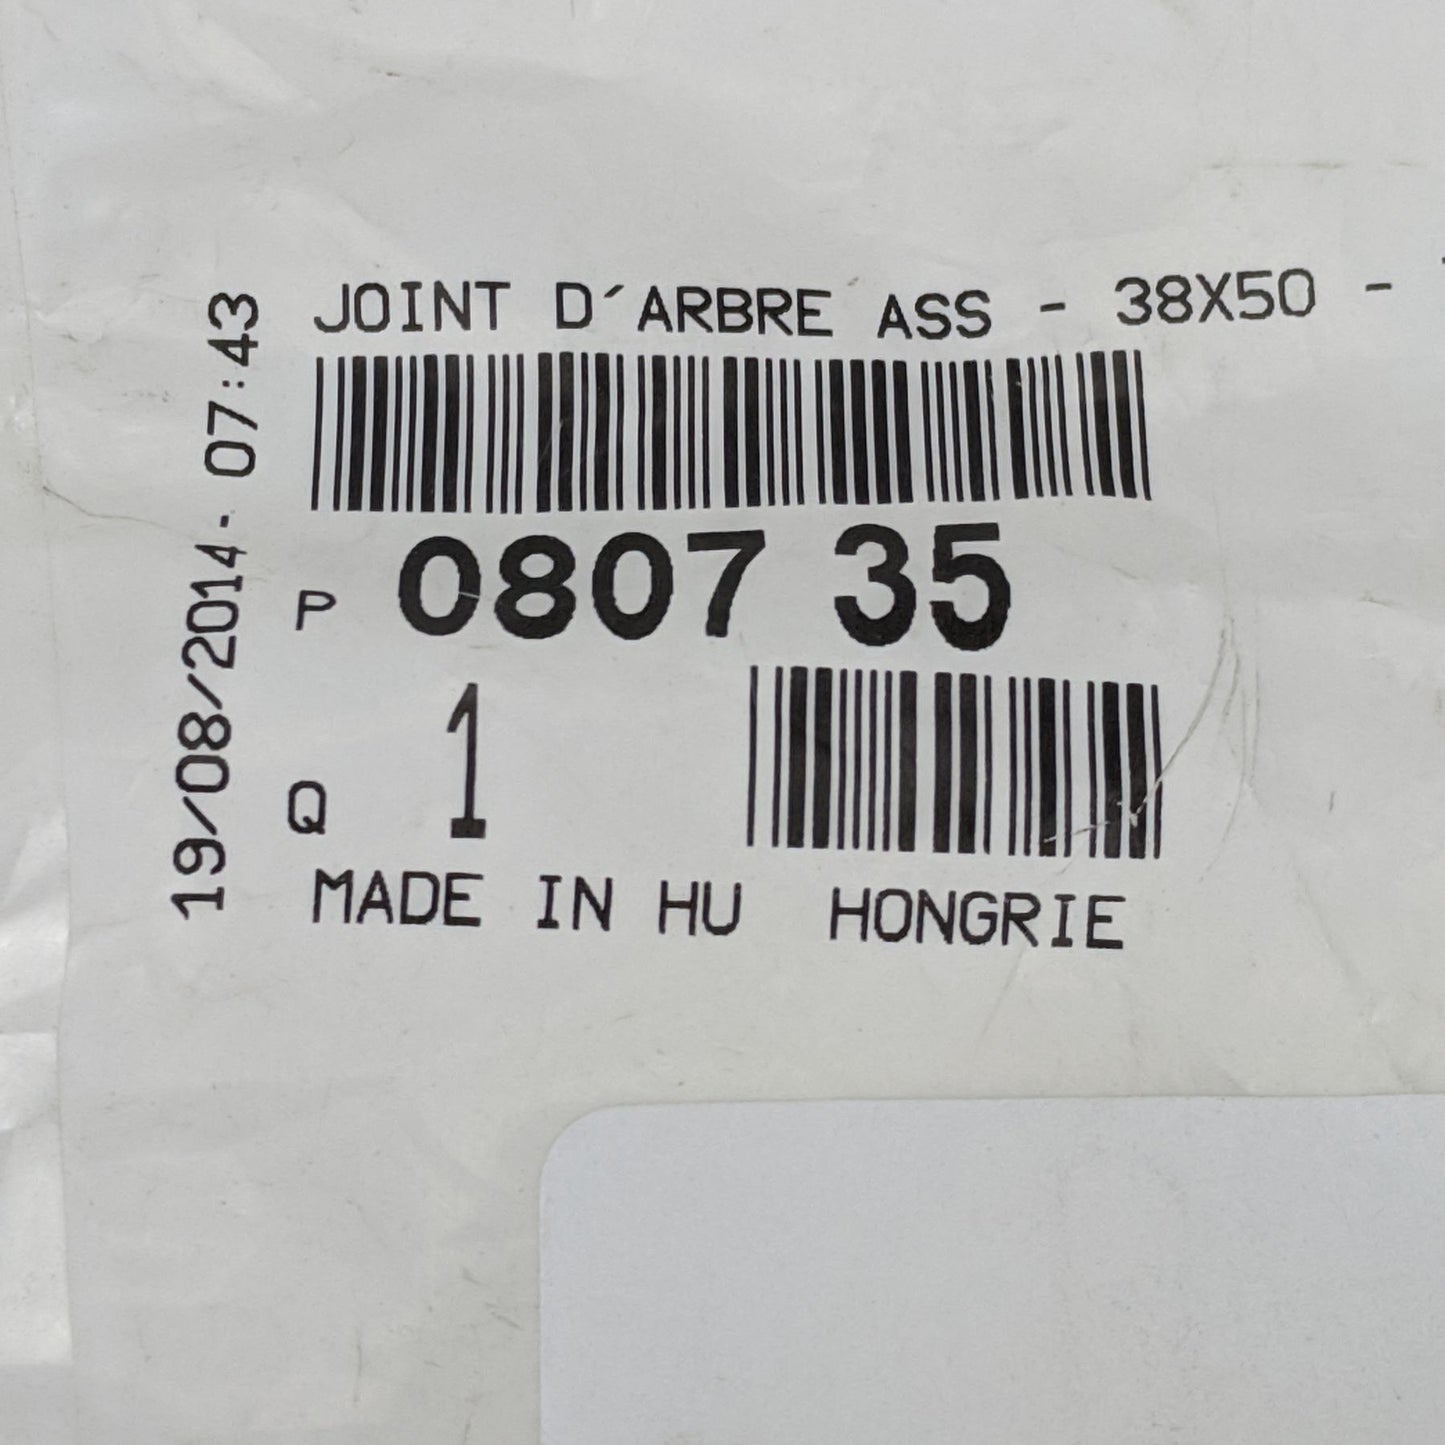 JOINT D´ARBRE ASS - 38X50 -
P 0807 35
Q 1
MADE IN HU HONGRIE
19/08/2014- 07:43